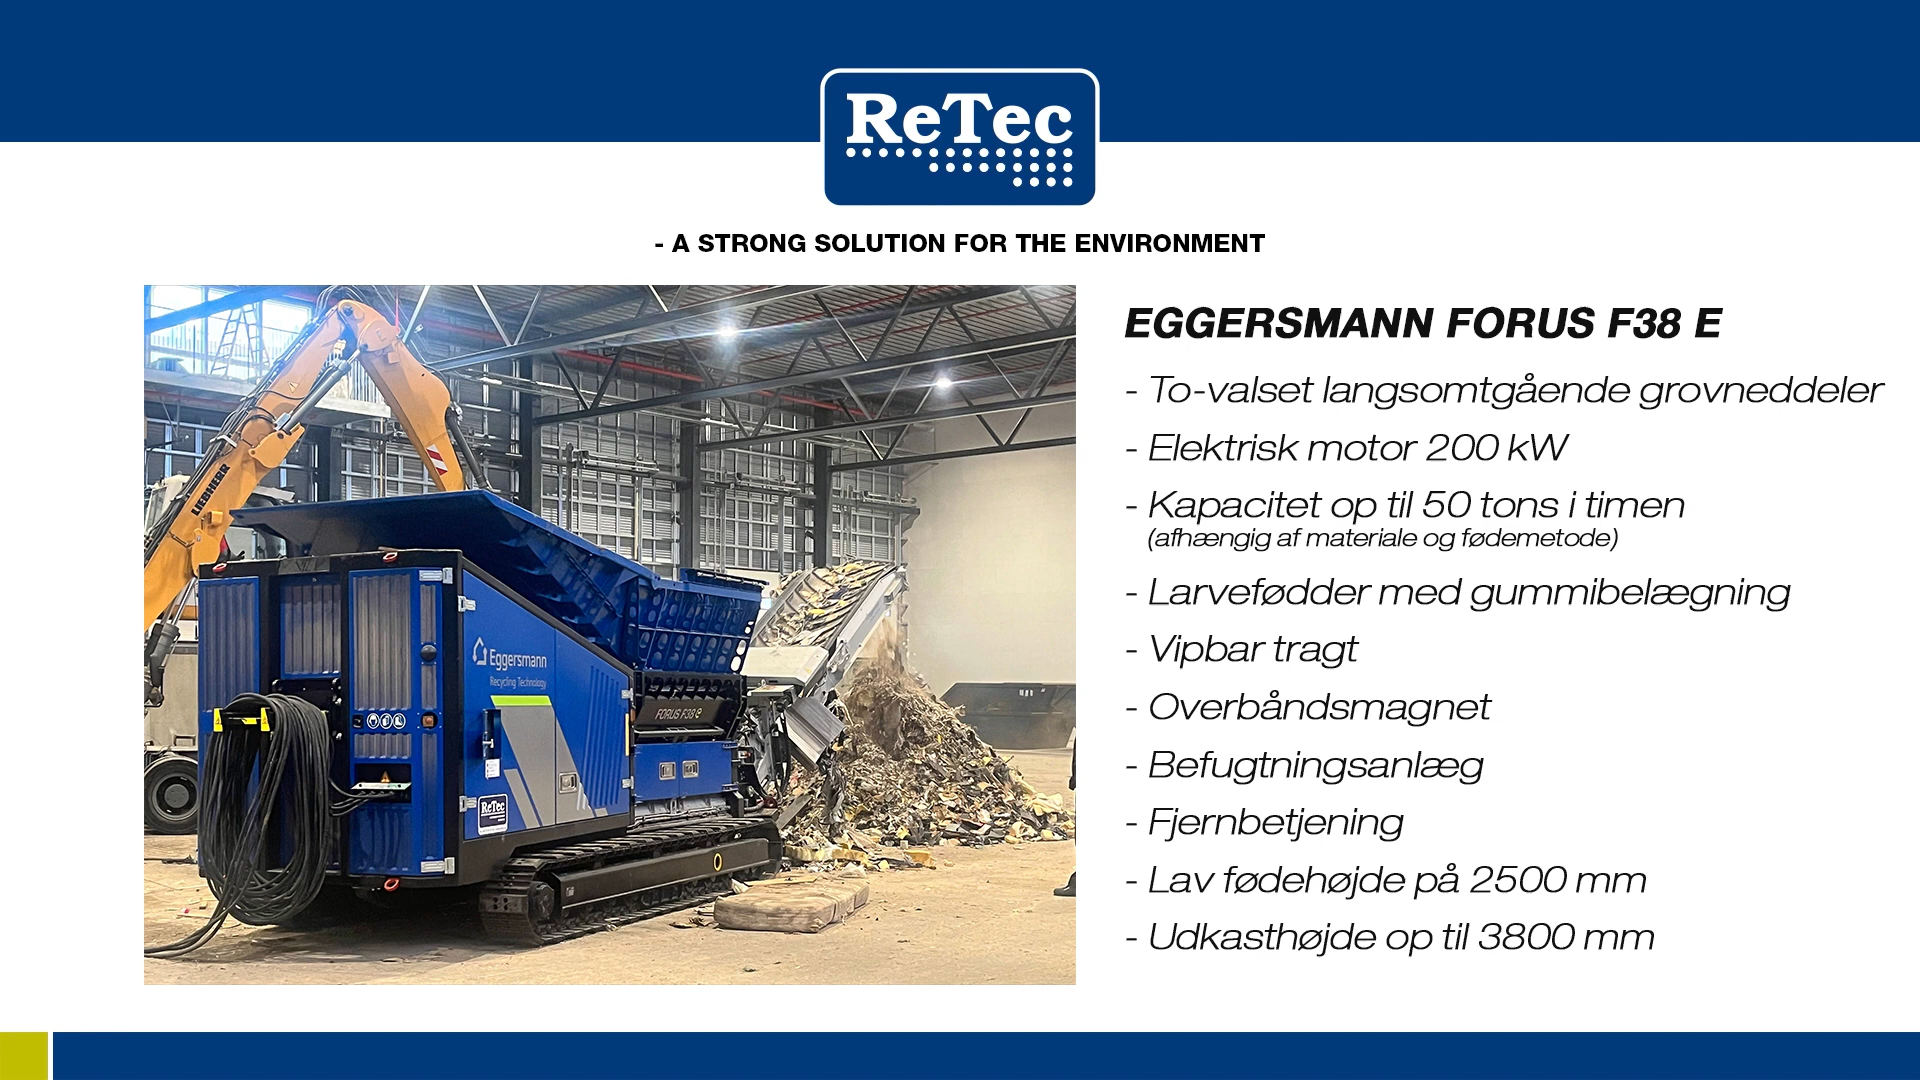 ReTec
- A STRONG SOLUTION FOR THE ENVIRONMENT
EGGERSMANN FORUS F38 E
- To-valset langsomtgående grovneddeler
- Elektrisk motor 200 kW
- Kapacitet op til 50 tons i timen
(afhængig af materiale og fødemetode)
- Larvefødder med gummibelægning
- Vipbar tragt
- Overbåndsmagnet
- Befugtningsanlæg
- Fjernbetjening
- Lav fødehøjde på 2500 mm
- Udkasthøjde op til 3800 mm
LIEBHERR
Eggersmann
Recycling Technology
FORUS F38 e
ReTec